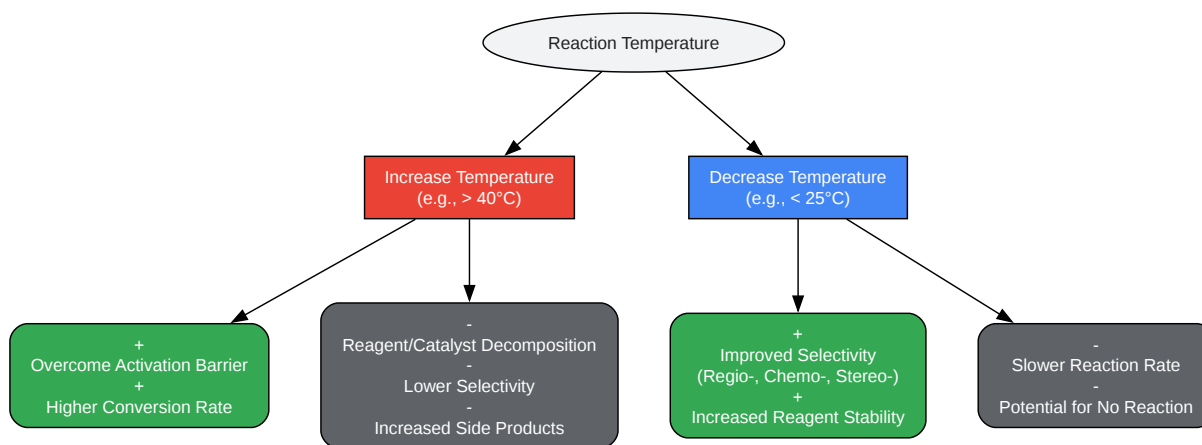 Reaction Temperature
Increase Temperature
(e.g., > 40°C)
Decrease Temperature
(e.g., < 25°C)
+
Overcome Activation Barrier
+
Higher Conversion Rate
-
Reagent/Catalyst Decomposition
-
Lower Selectivity
-
Increased Side Products
+
Improved Selectivity
(Regio-, Chemo-, Stereo-)
+
Increased Reagent Stability
-
Slower Reaction Rate
-
Potential for No Reaction